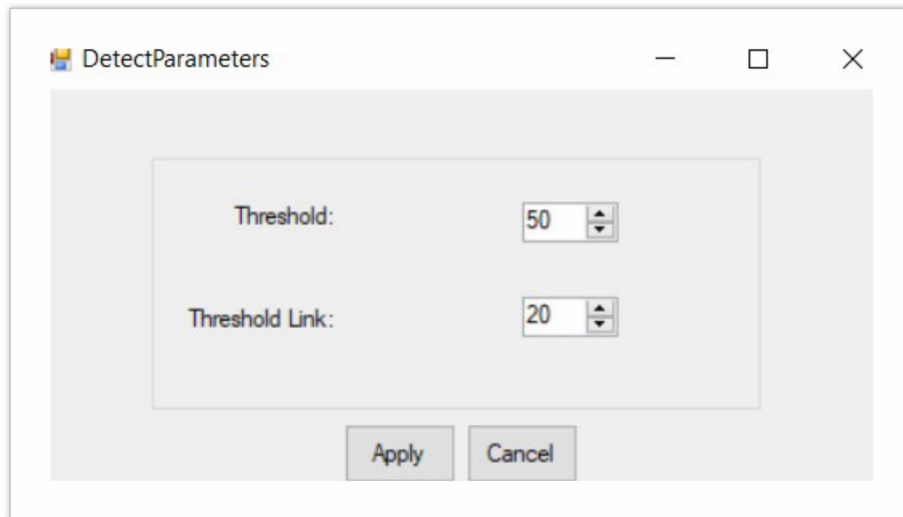 DetectParameters
Threshold: 50
Threshold Link: 20
Apply Cancel